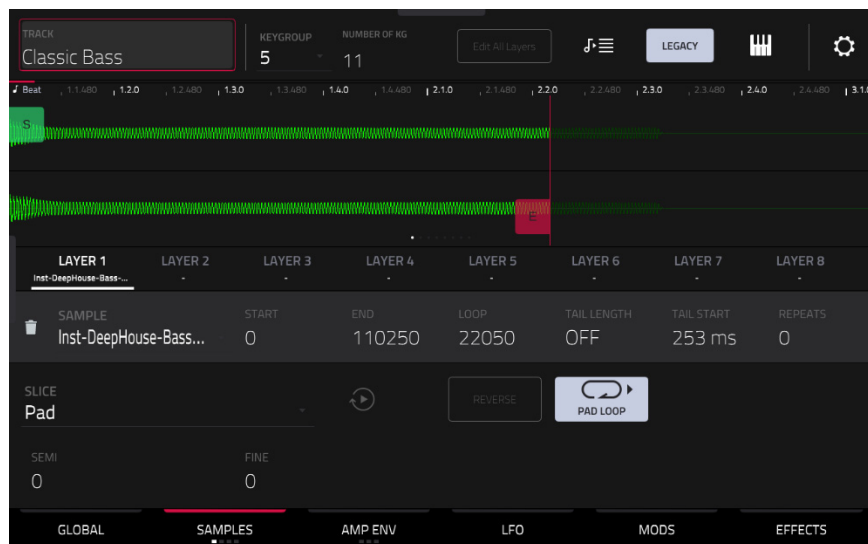 TRACK
Classic Bass
KEYGROUP
5
NUMBER OF KG
11
Edit All Layers
LEGACY
Beat 1.1.480 1.2.0 1.2.480 1.3.0 1.3.480 1.4.0 1.4.480 2.1.0 2.1.480 2.2.0 2.2.480 2.3.0 2.3.480 2.4.0 2.4.480 3.1.0
S
E
LAYER 1 LAYER 2 LAYER 3 LAYER 4 LAYER 5 LAYER 6 LAYER 7 LAYER 8
Inst-DeepHouse-Bass-... - - - - - - -
SAMPLE START END LOOP TAIL LENGTH TAIL START REPEATS
Inst-DeepHouse-Bass... 0 110250 22050 OFF 253 ms 0
SLICE
Pad
REVERSE
PAD LOOP
SEMI FINE
0 0
GLOBAL SAMPLES AMP ENV LFO MODS EFFECTS